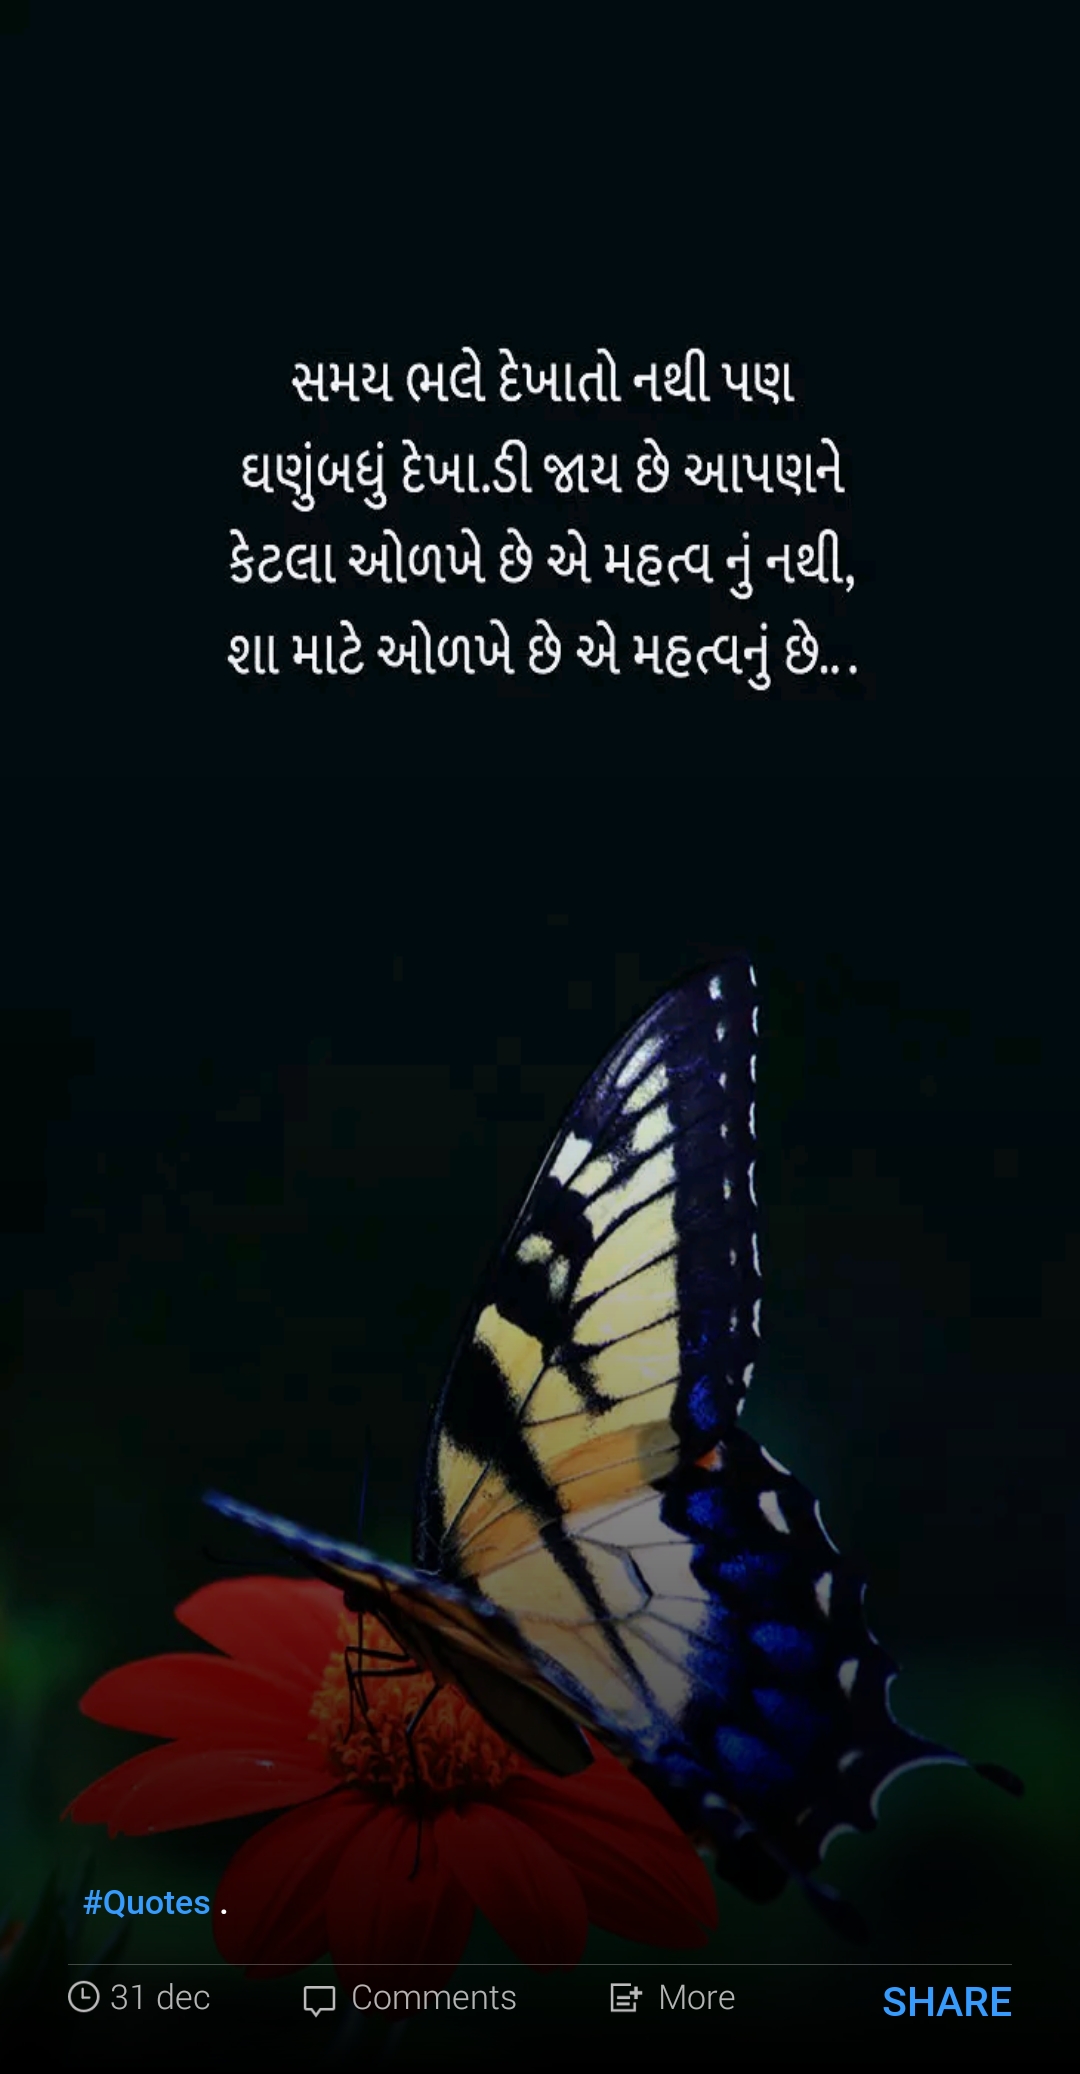 સમય ભલે દેખાતો નથી પણ
ઘણુંબધું દેખા.ડી જાય છે આપણને
કેટલા ઓળખે છે એ મહત્વ નું નથી,
શા માટે ઓળખે છે એ મહત્વનું છે...
#Quotes .
31 dec
Comments
More
SHARE